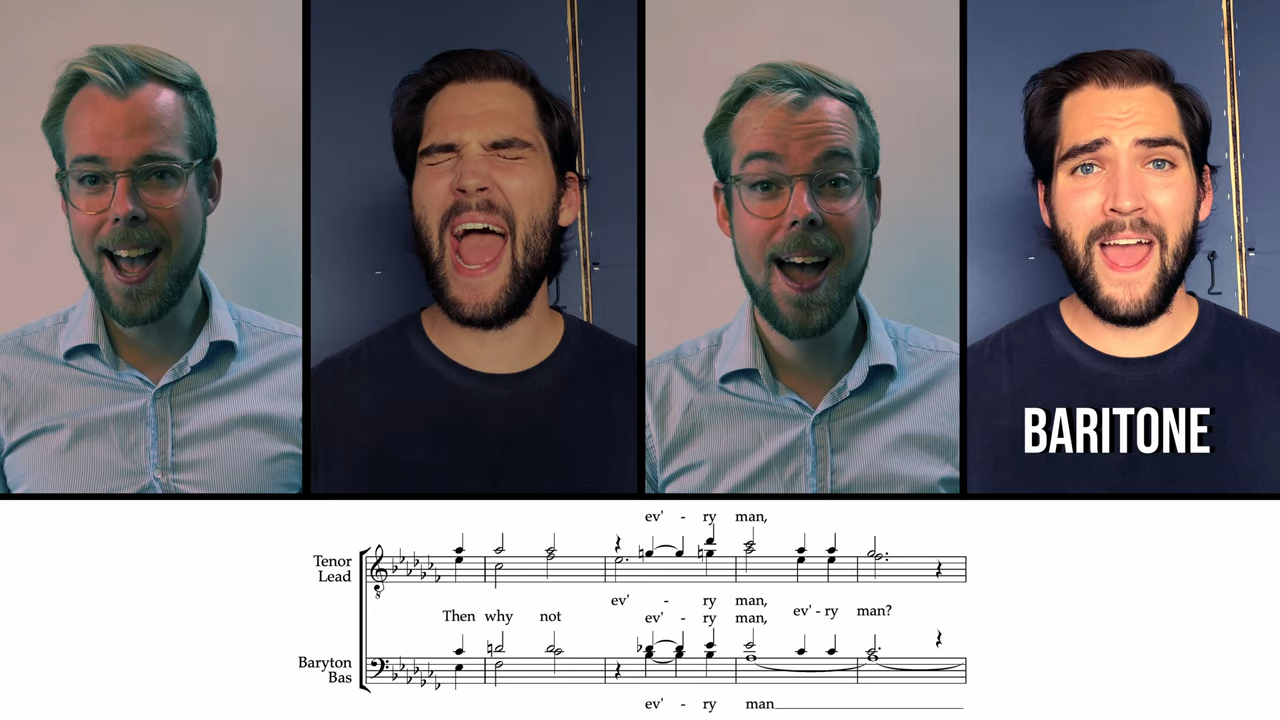 BARITONE
ev' - ry man,
Tenor
Lead
8
ev' - ry man,
Then why not ev' - ry man, ev' - ry man?
Baryton
Bas
ev' - ry man